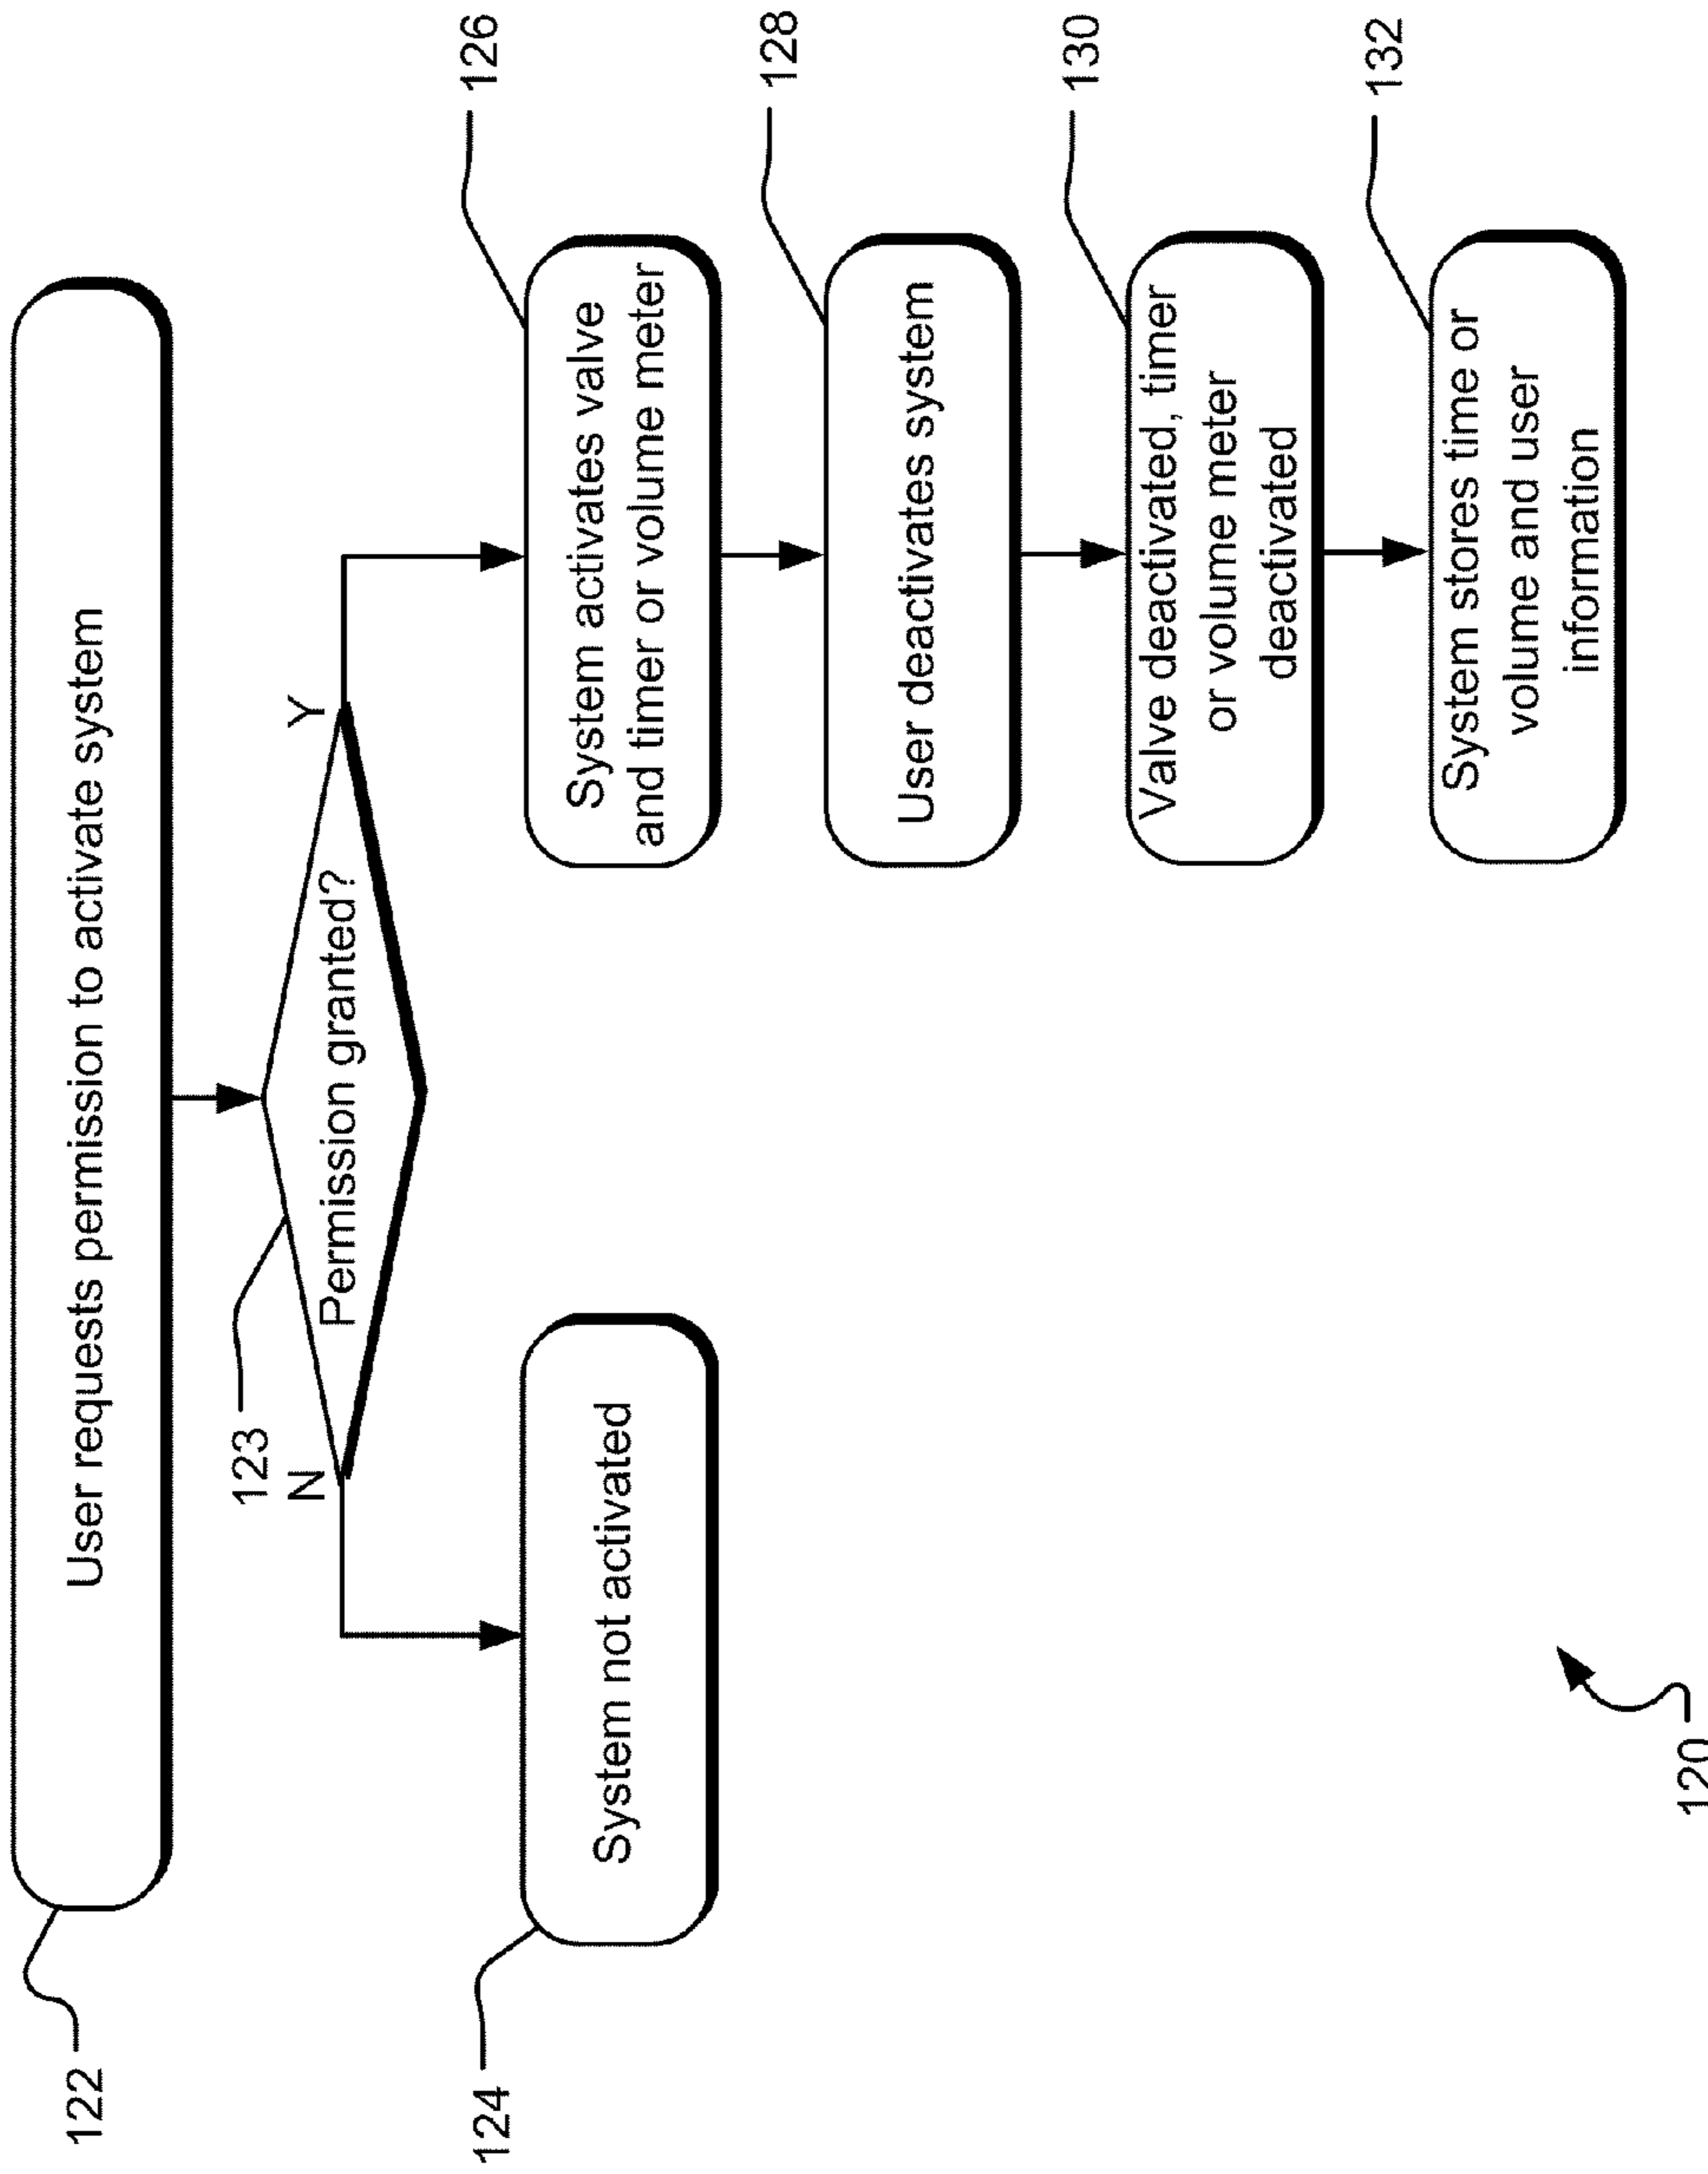 122
User requests permission to activate system
123
Permission granted?
N
Y
124
System not activated
126
System activates valve
and timer or volume meter
128
User deactivates system
130
Valve deactivated, timer
or volume meter
deactivated
132
System stores time or
volume and user
information
120